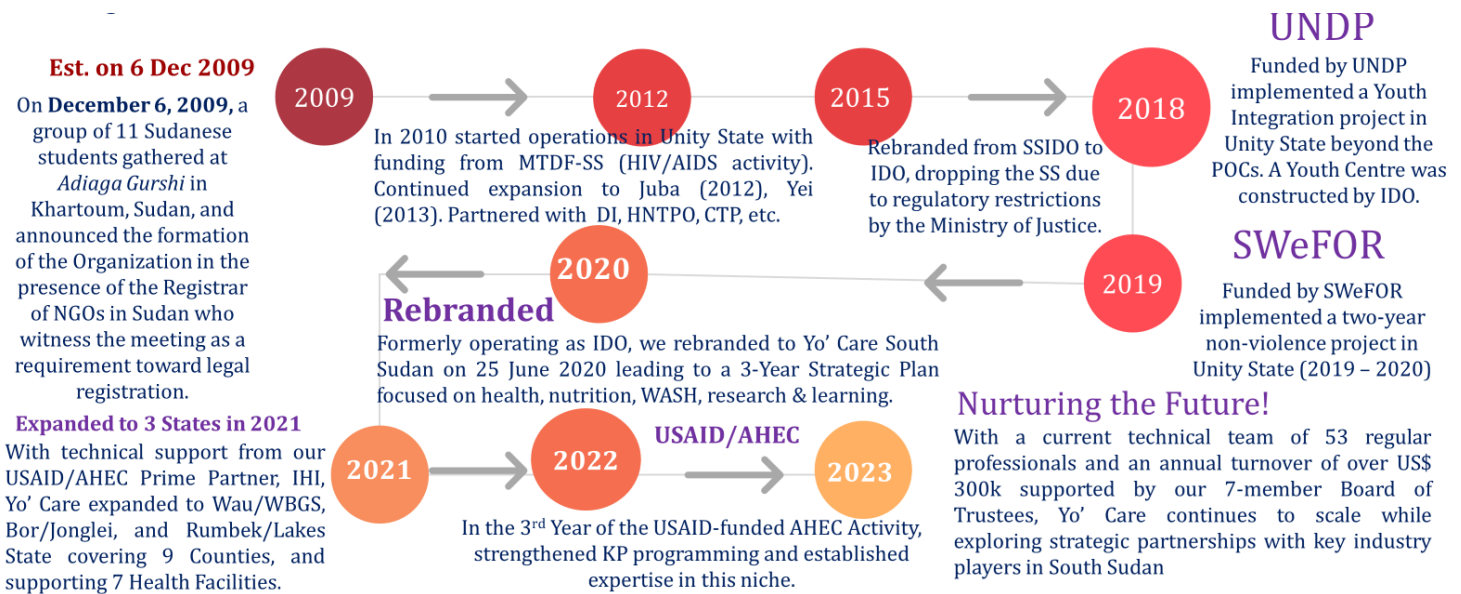 Est. on 6 Dec 2009
On December 6, 2009, a
group of 11 Sudanese
students gathered at
Adiaga Gurshi in
Khartoum, Sudan, and
announced the formation
of the Organization in the
presence of the Registrar
of NGOs in Sudan who
witness the meeting as a
requirement toward legal
registration.
2009
2012
In 2010 started operations in Unity State with
funding from MTDF-SS (HIV/AIDS activity).
Continued expansion to Juba (2012), Yei
(2013). Partnered with DI, HNTPO, CTP, etc.
2015
Rebranded from SSIDO to
IDO, dropping the SS due
to regulatory restrictions
by the Ministry of Justice.
2018
UNDP
Funded by UNDP
implemented a Youth
Integration project in
Unity State beyond the
POCs. A Youth Centre was
constructed by IDO.
2019
SWeFOR
Funded by SWeFOR
implemented a two-year
non-violence project in
Unity State (2019 – 2020)
2020
Rebranded
Formerly operating as IDO, we rebranded to Yo' Care South
Sudan on 25 June 2020 leading to a 3-Year Strategic Plan
focused on health, nutrition, WASH, research & learning.
Expanded to 3 States in 2021
With technical support from our
USAID/AHEC Prime Partner, IHI,
Yo' Care expanded to Wau/WBGS,
Bor/Jonglei, and Rumbek/Lakes
State covering 9 Counties, and
supporting 7 Health Facilities.
2021
2022
USAID/AHEC
2023
In the 3rd Year of the USAID-funded AHEC Activity,
strengthened KP programming and established
expertise in this niche.
Nurturing the Future!
With a current technical team of 53 regular
professionals and an annual turnover of over US$
300k supported by our 7-member Board of
Trustees, Yo' Care continues to scale while
exploring strategic partnerships with key industry
players in South Sudan